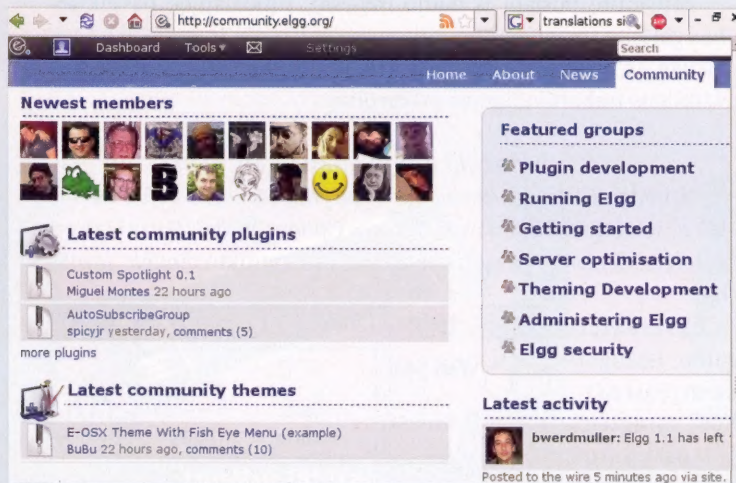 http://community.elgg.org/
translations si
Dashboard Tools Settings
Search
Home About News Community
Newest members
Latest community plugins
Custom Spotlight 0.1
Miguel Montes 22 hours ago
AutoSubscribeGroup
spicyjr yesterday, comments (5)
more plugins
Latest community themes
E-OSX Theme With Fish Eye Menu (example)
BuBu 22 hours ago, comments (10)
Featured groups
Plugin development
Running Elgg
Getting started
Server optimisation
Theming Development
Administering Elgg
Elgg security
Latest activity
bwerdmuller: Elgg 1.1 has left
Posted to the wire 5 minutes ago via site.